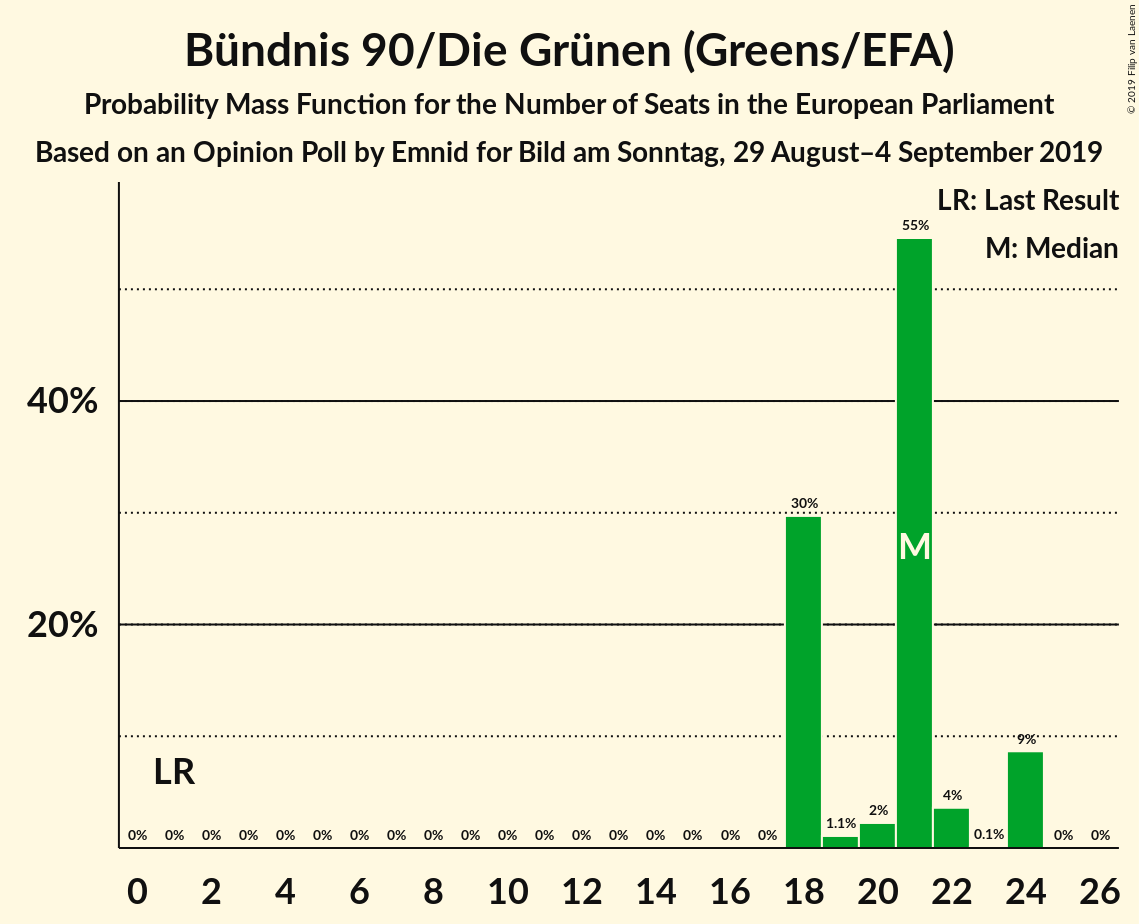 Bündnis 90/Die Grünen (Greens/EFA)
Probability Mass Function for the Number of Seats in the European Parliament
Based on an Opinion Poll by Emnid for Bild am Sonntag, 29 August–4 September 2019
© 2019 Filip van Laenen
LR: Last Result
M: Median
55%
40%
30%
M
20%
LR
0% 0% 0% 0% 0% 0% 0% 0% 0% 0% 0% 0% 0% 0% 0% 0% 0% 0% 1.1% 2% 4% 0.1% 9% 0% 0%
0 2 4 6 8 10 12 14 16 18 20 22 24 26